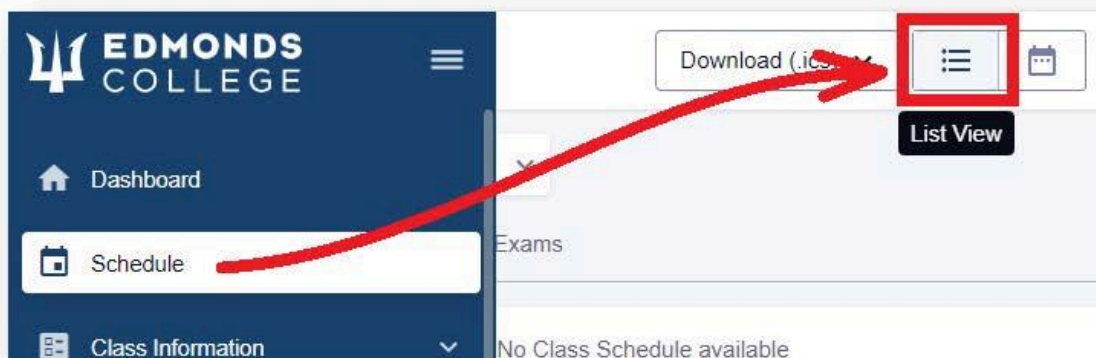 EDMONDS
COLLEGE
Download (.ics)
List View
Dashboard
Exams
Schedule
Class Information
No Class Schedule available